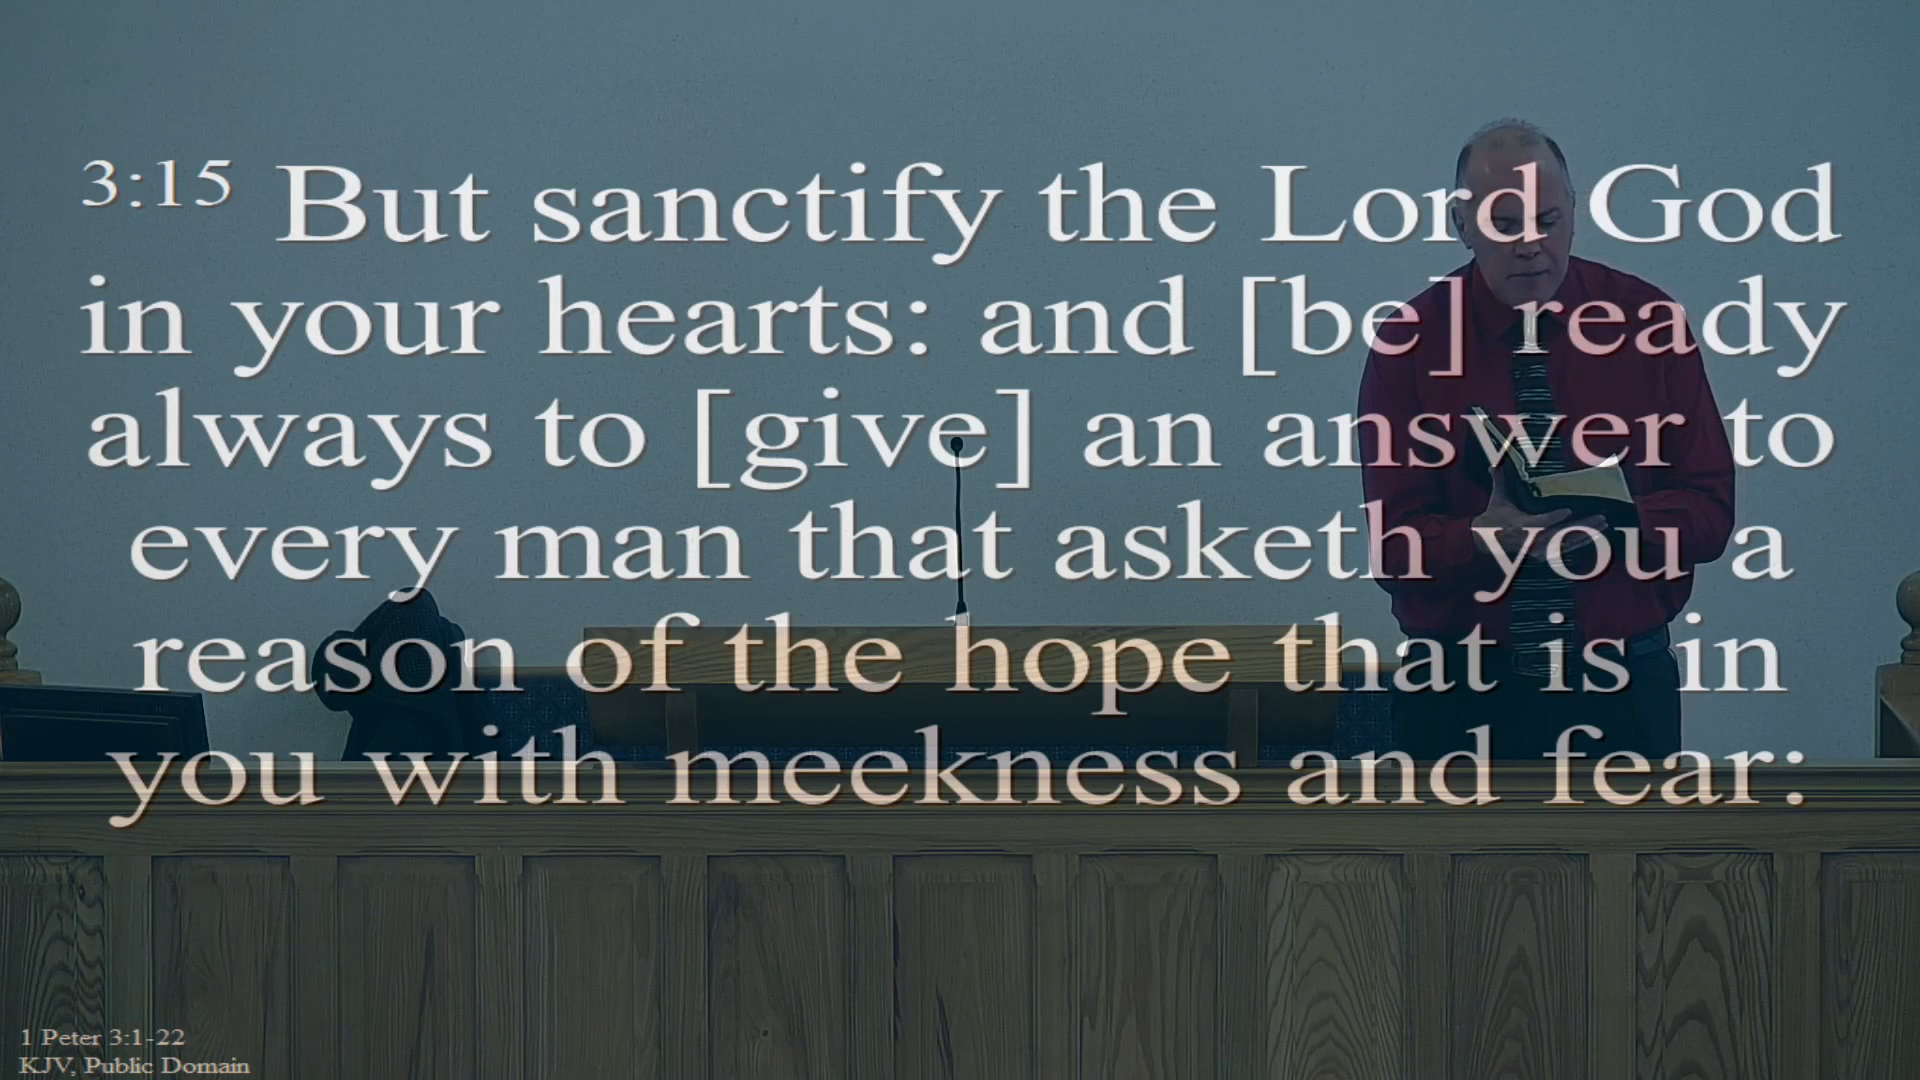 3:15 But sanctify the Lord God
in your hearts: and [be] ready
always to [give] an answer to
every man that asketh you a
reason of the hope that is in
you with meekness and fear:
1 Peter 3:1-22
KJV, Public Domain